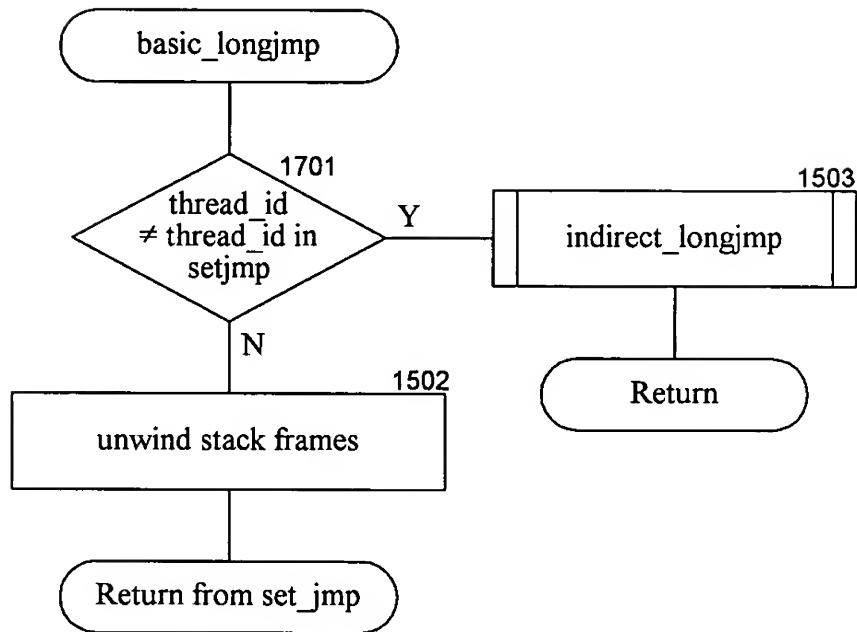 basic_longjmp
1701
thread_id
≠ thread_id in
setjmp
Y
1503
indirect_longjmp
N
Return
1502
unwind stack frames
Return from set_jmp